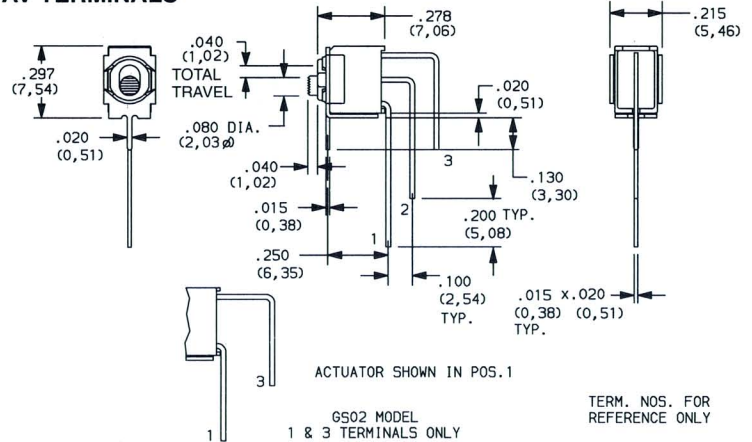 AV TERMINALS
.278
(7,06)
.215
(5,46)
.040
(1,02)
TOTAL
TRAVEL
.297
(7,54)
.020
(0,51)
.020
(0,51)
.080 DIA.
(2,03ø)
3
.040
(1,02)
.130
(3,30)
.015
(0,38)
2
.200 TYP.
(5,08)
1
.250
(6,35)
.100
(2,54)
TYP.
.015 x.020
(0,38) (0,51)
TYP.
3
ACTUATOR SHOWN IN POS.1
1
GS02 MODEL
1 & 3 TERMINALS ONLY
TERM. NOS. FOR
REFERENCE ONLY